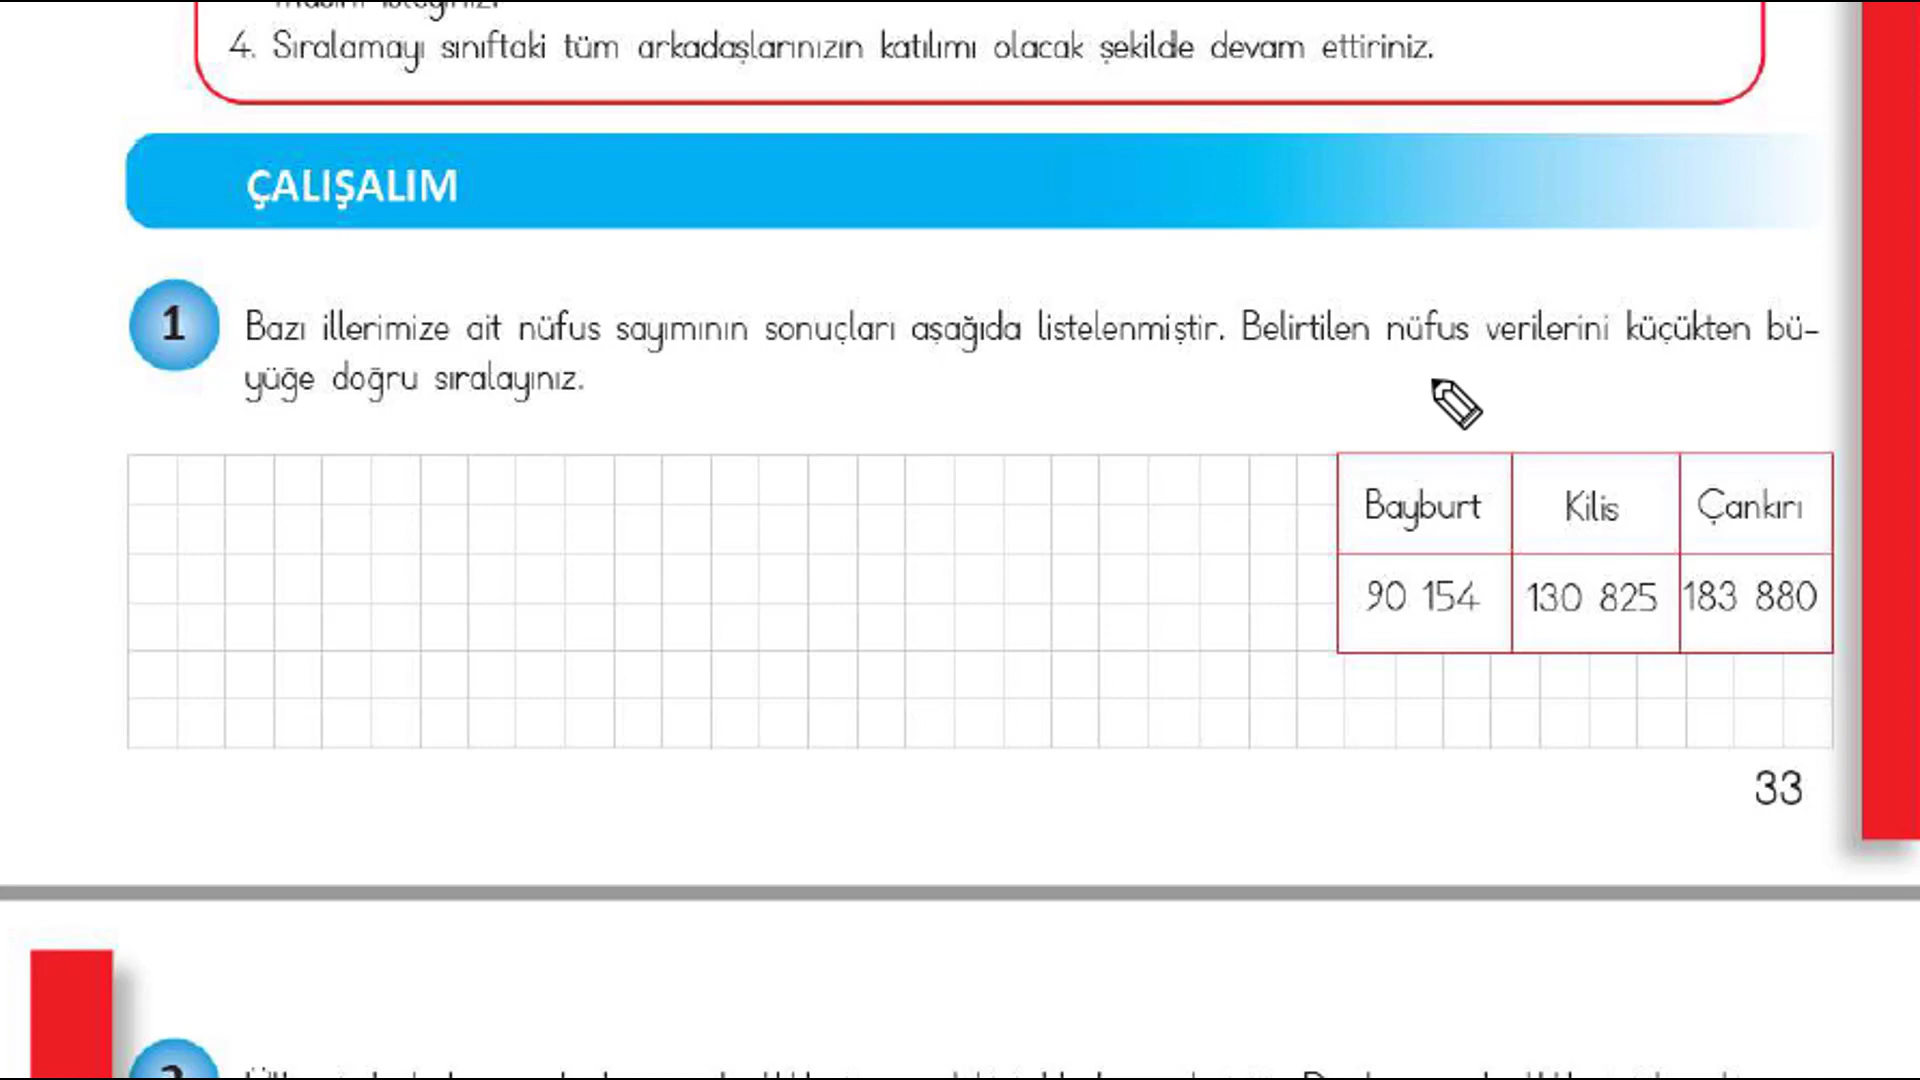 4. Sıralamayı sınıftaki tüm arkadaşlarınızın katılımı olacak şekilde devam ettiriniz.
ÇALIŞALIM
1 Bazı illerimize ait nüfus sayımının sonuçları aşağıda listelenmiştir. Belirtilen nüfus verilerini küçükten bü-
yüğe doğru sıralayınız.
Bayburt Kilis Çankırı
90 154 130 825 183 880
33